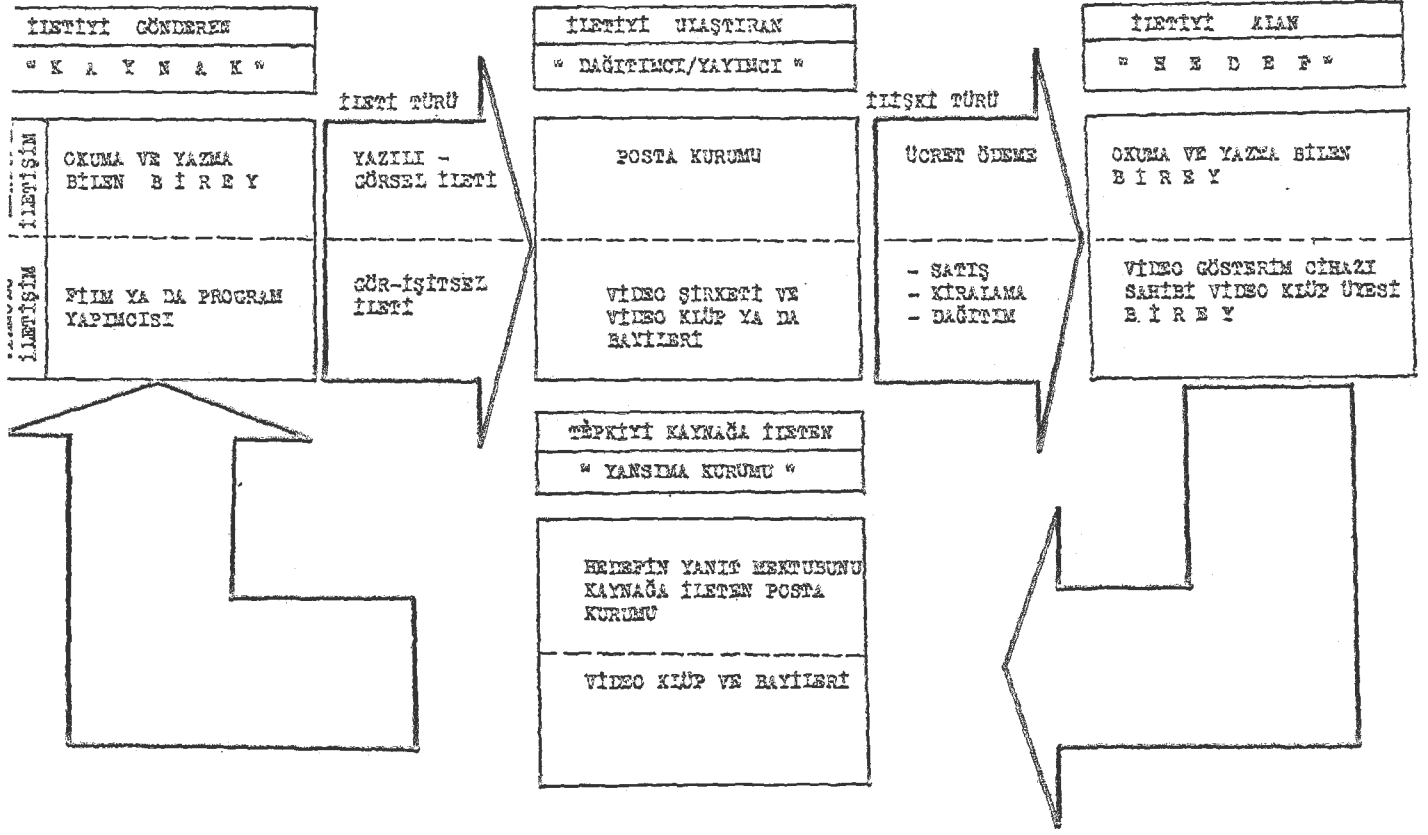 İLETİYİ GÖNDEREN
" K A Y N A K "
İLETİŞİM
OKUMA VE YAZMA
BİLEN B İ R E Y
İLETİŞİM
FİLM YA DA PROGRAM
YAPIMCISI
İLETİ TÜRÜ
YAZILI -
GÖRSEL İLETİ
GÖR-İŞİTSEL
İLETİ
İLETİYİ ULAŞTIRAN
" DAĞITIMCI/YAYIMCI "
POSTA KURUMU
VİDEO ŞİRKETİ VE
VİDEO KLÜP YA DA
BAYİLERİ
İLİŞKİ TÜRÜ
ÜCRET ÖDEME
- SATIŞ
- KİRALAMA
- DAĞITIM
İLETİYİ ALAN
" H E D E F "
OKUMA VE YAZMA BİLEN
B İ R E Y
VİDEO GÖSTERİM CİHAZI
SAHİBİ VİDEO KLÜP ÜYESİ
B İ R E Y
TEPKİYİ KAYNAĞA İLETEN
" YANSIMA KURUMU "
HEDEFİN YANIT MEKTUBUNU
KAYNAĞA İLETEN POSTA
KURUMU
VİDEO KLÜP VE BAYİLERİ